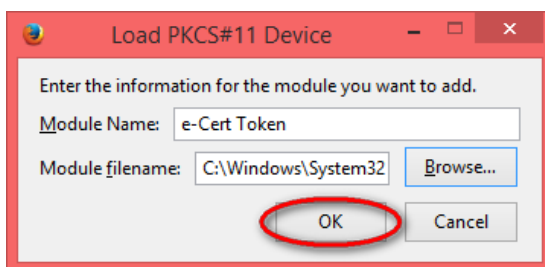 Load PKCS#11 Device
Enter the information for the module you want to add.
Module Name: e-Cert Token
Module filename: C:\Windows\System32 Browse...
OK Cancel